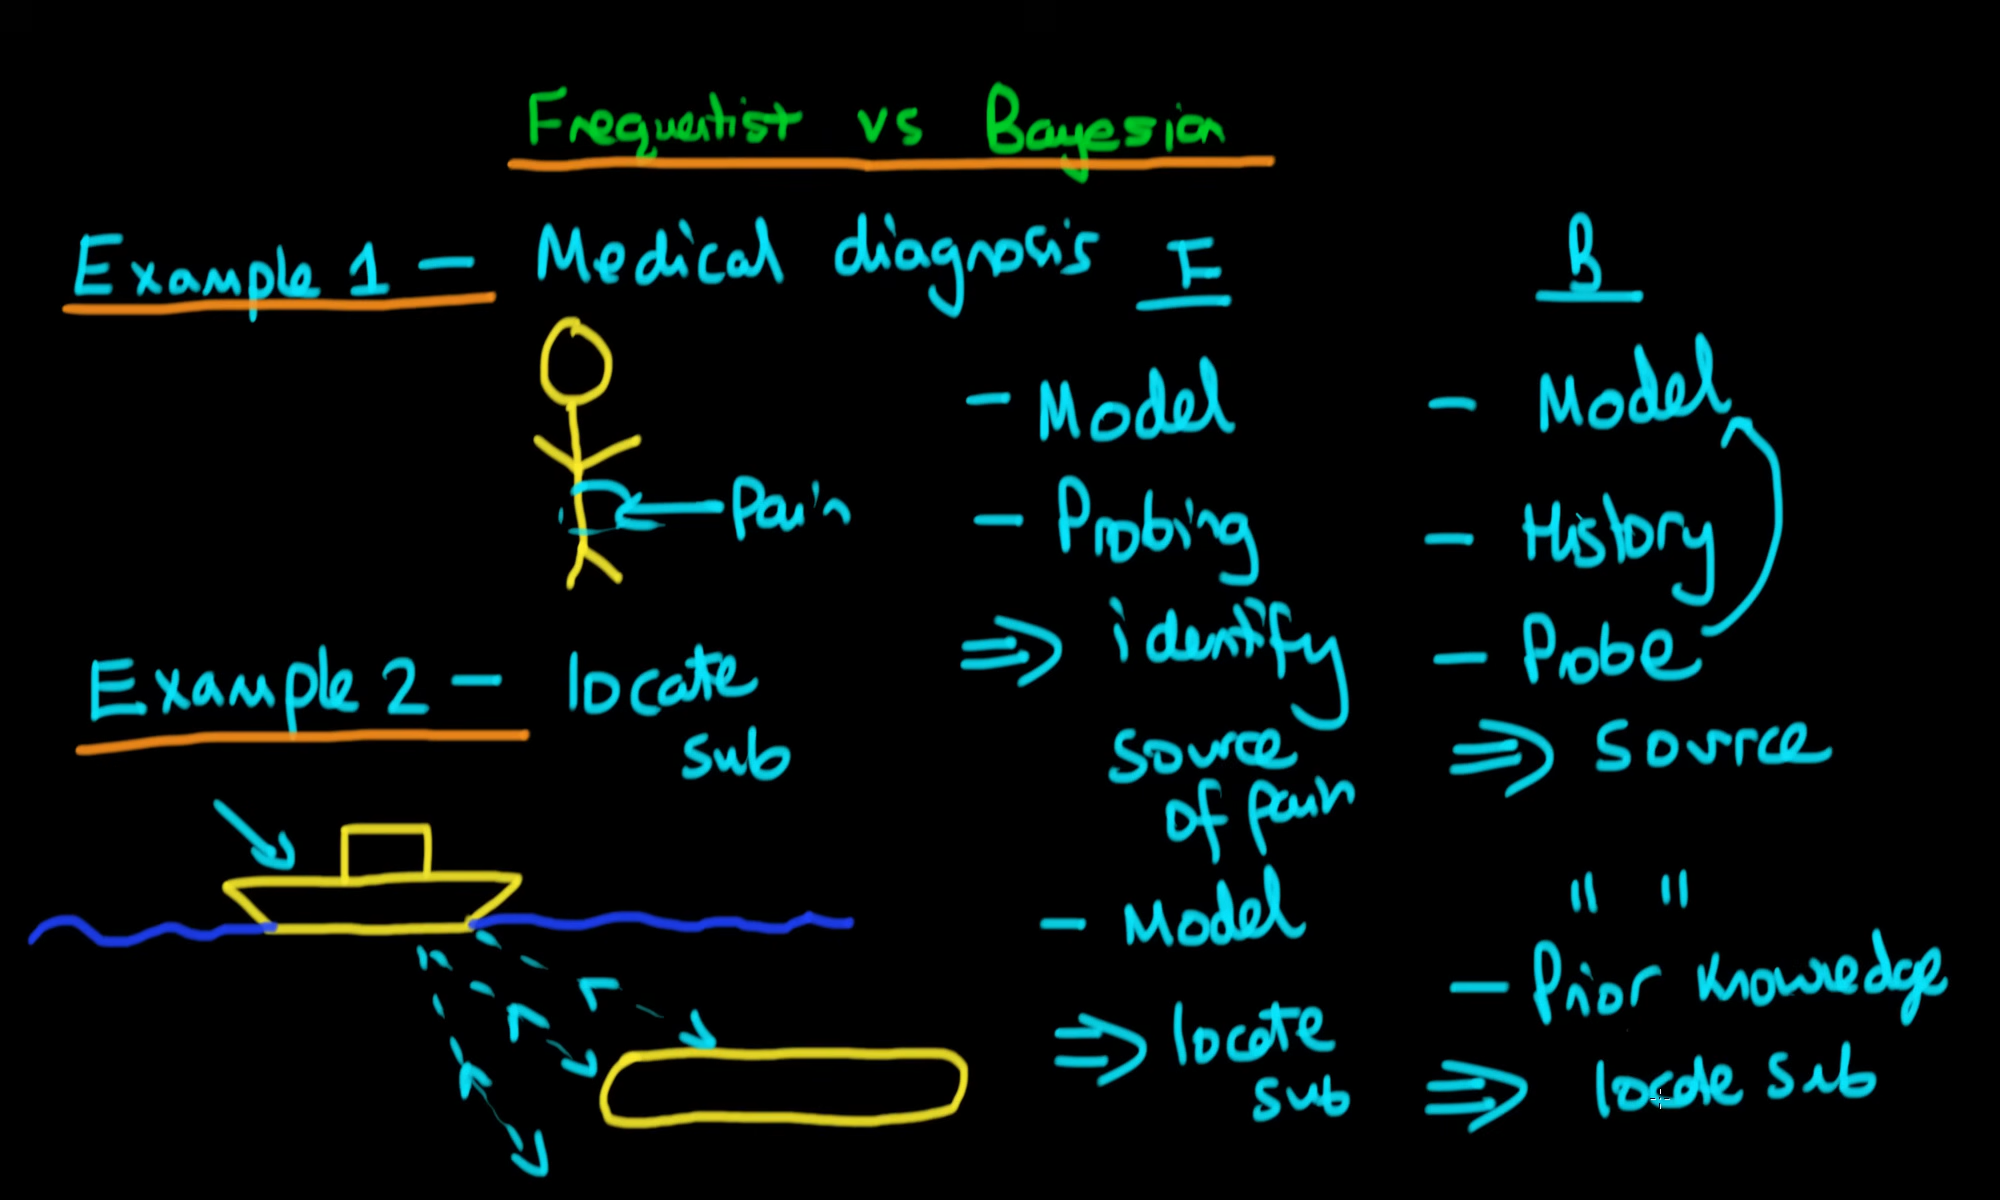 Frequentist vs Bayesian
Example 1 - Medical diagnosis
F
B
Pain
- Model
- Probing
⇒ identify
source
of pain
- Model
- History
- Probe
⇒ source
Example 2 - locate
sub
- Model
⇒ locate
sub
" "
- Prior knowledge
⇒ locate sub